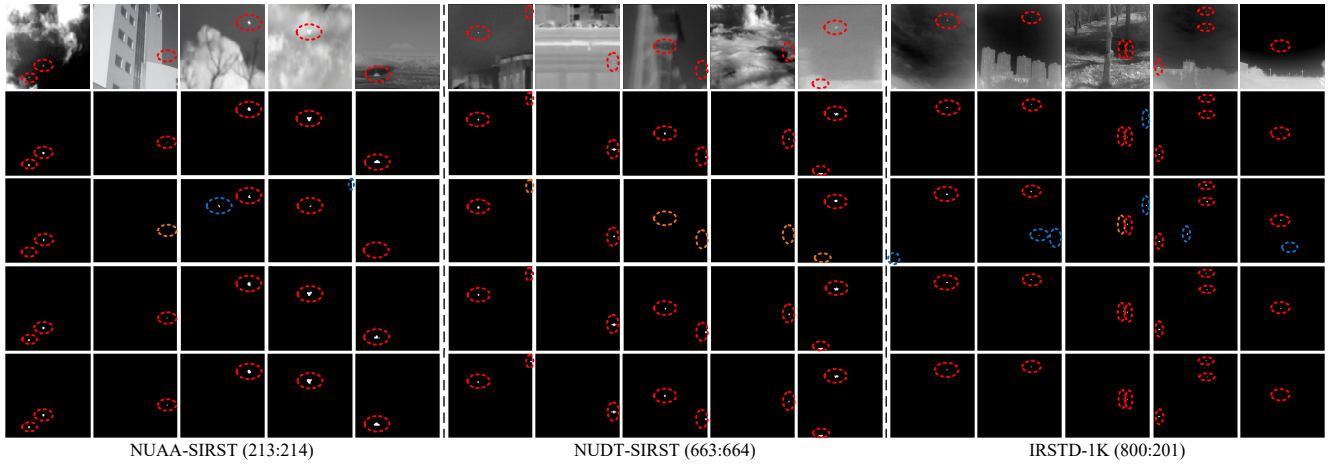 NUAA-SIRST (213:214)
NUDT-SIRST (663:664)
IRSTD-1K (800:201)